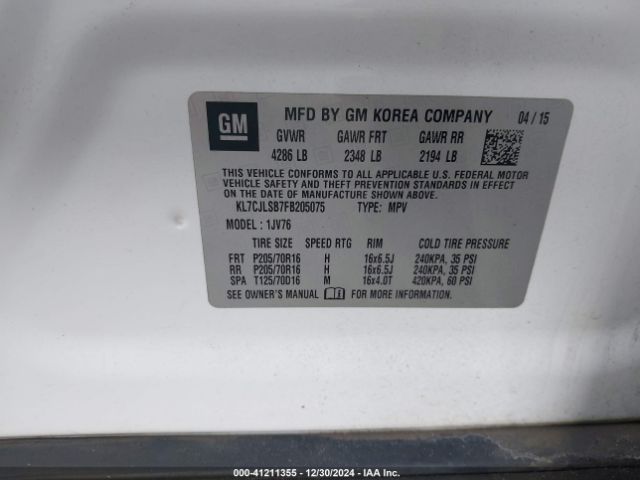 GM
MFD BY GM KOREA COMPANY 04/15
GVWR GAWR FRT GAWR RR
4286 LB 2348 LB 2194 LB
THIS VEHICLE CONFORMS TO ALL APPLICABLE U.S. FEDERAL MOTOR
VEHICLE SAFETY AND THEFT PREVENTION STANDARDS IN EFFECT ON THE
DATE OF MANUFACTURE SHOWN ABOVE.
KL7CJLSB7FB205075 TYPE: MPV
MODEL: 1JV76
TIRE SIZE SPEED RTG RIM COLD TIRE PRESSURE
FRT P205/70R16 H 16x6.5J 240KPA, 35 PSI
RR P205/70R16 H 16x6.5J 240KPA, 35 PSI
SPA T125/70D16 M 16x4.0T 420KPA, 60 PSI
SEE OWNER'S MANUAL FOR MORE INFORMATION
000-41211355 - 12/30/2024 - IAA Inc.